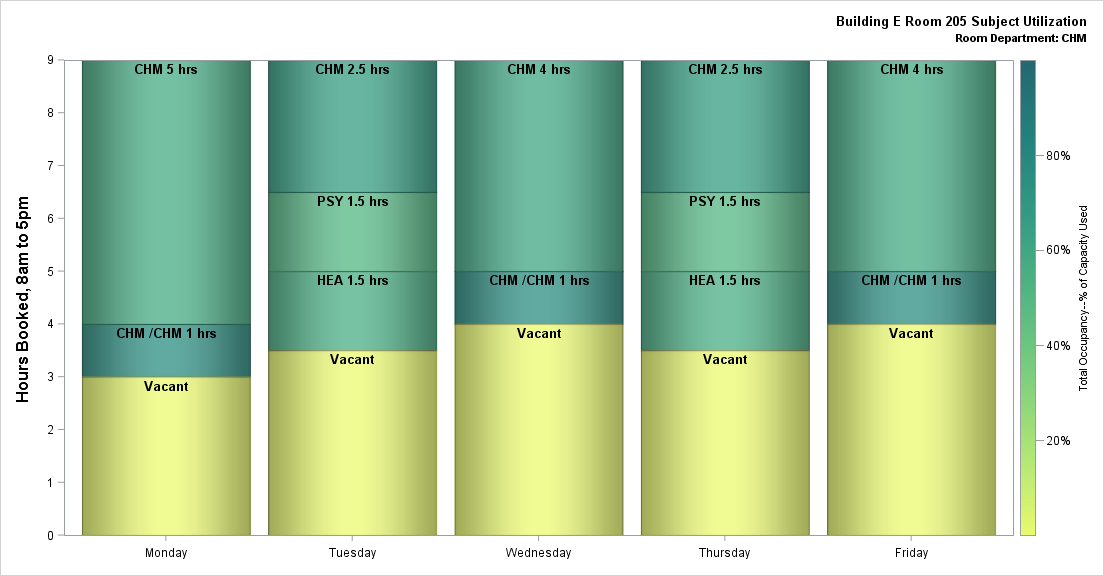 Building E Room 205 Subject Utilization
Room Department: CHM
Hours Booked, 8am to 5pm
9
8
7
6
5
4
3
2
1
0
CHM 5 hrs
CHM /CHM 1 hrs
Vacant
CHM 2.5 hrs
PSY 1.5 hrs
HEA 1.5 hrs
Vacant
CHM 4 hrs
CHM /CHM 1 hrs
Vacant
CHM 2.5 hrs
PSY 1.5 hrs
HEA 1.5 hrs
Vacant
CHM 4 hrs
CHM /CHM 1 hrs
Vacant
Monday
Tuesday
Wednesday
Thursday
Friday
80%
60%
40%
20%
Total Occupancy--% of Capacity Used